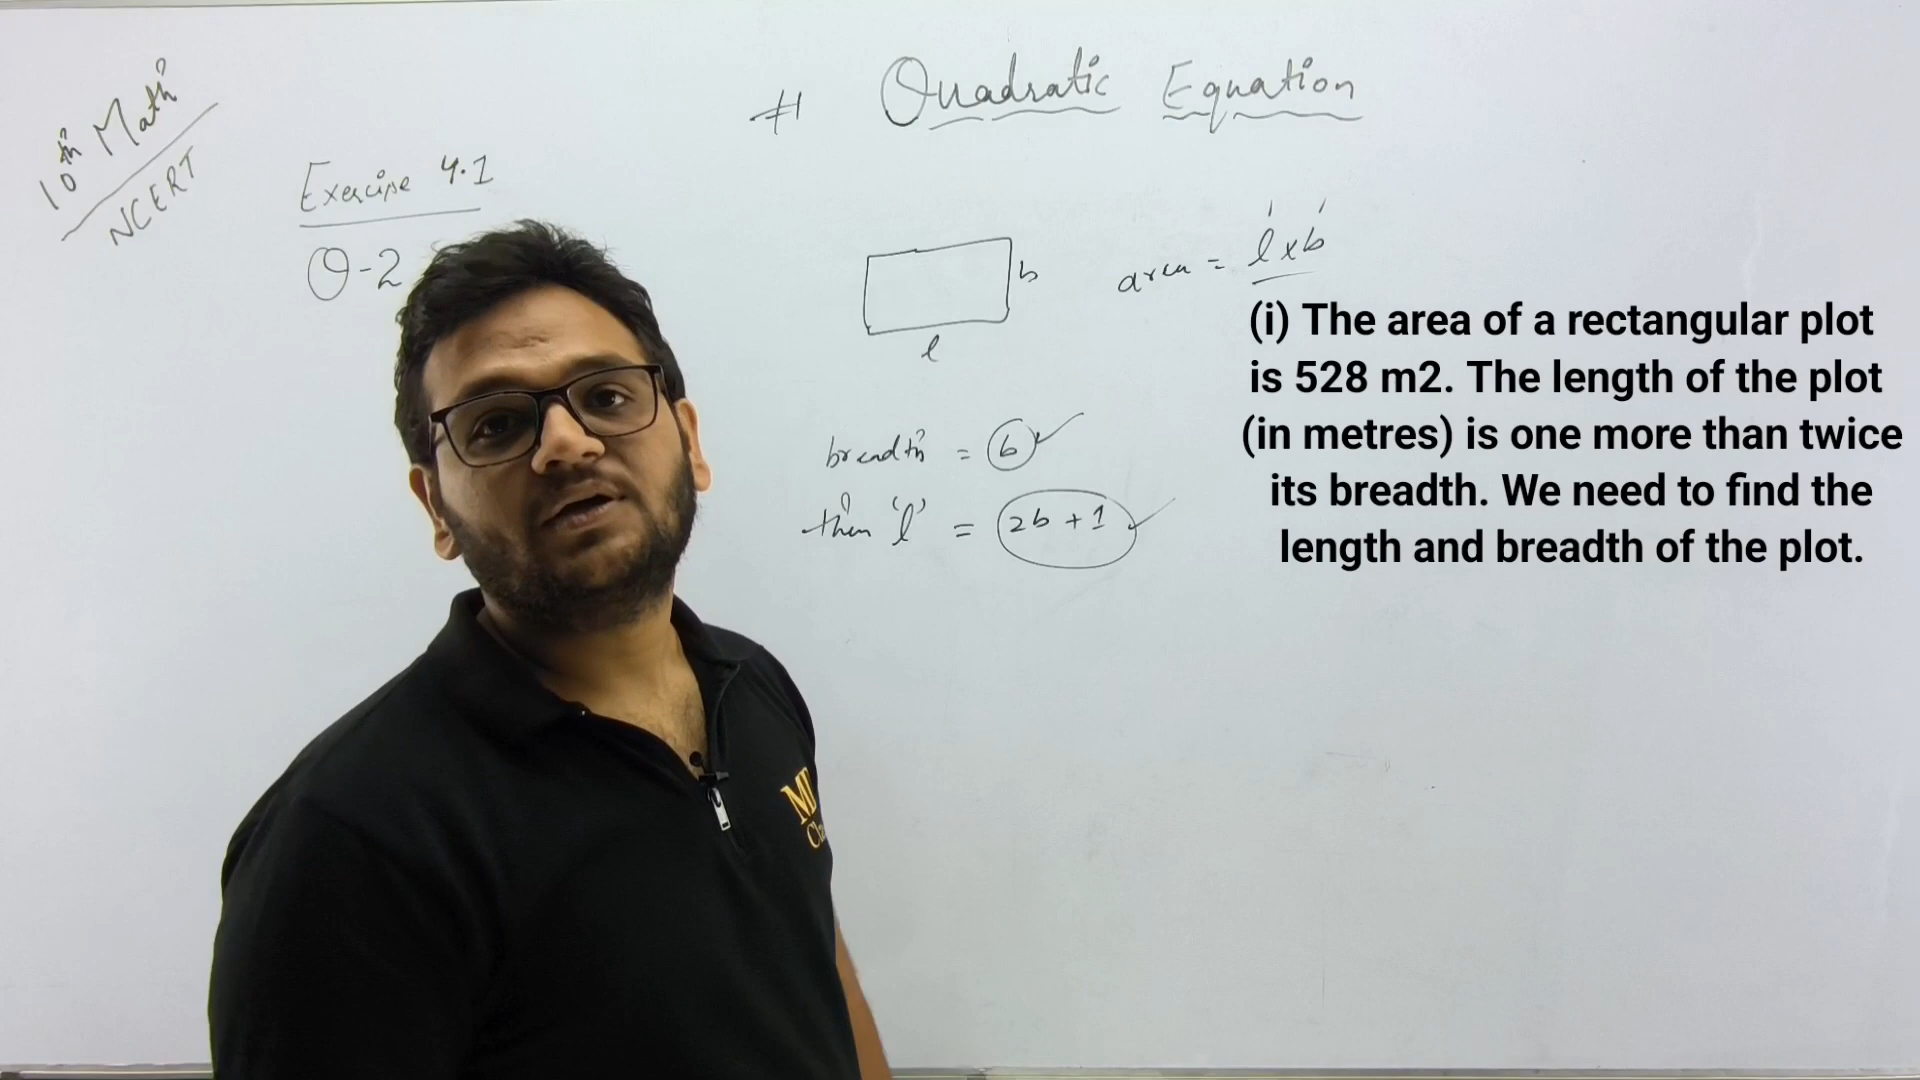 10th Math
NCERT
# Quadratic Equation
Exercise 4.1
Q-2
b
l
area = l x b
breadth = b
then 'l' = 2b + 1
(i) The area of a rectangular plot
is 528 m2. The length of the plot
(in metres) is one more than twice
its breadth. We need to find the
length and breadth of the plot.